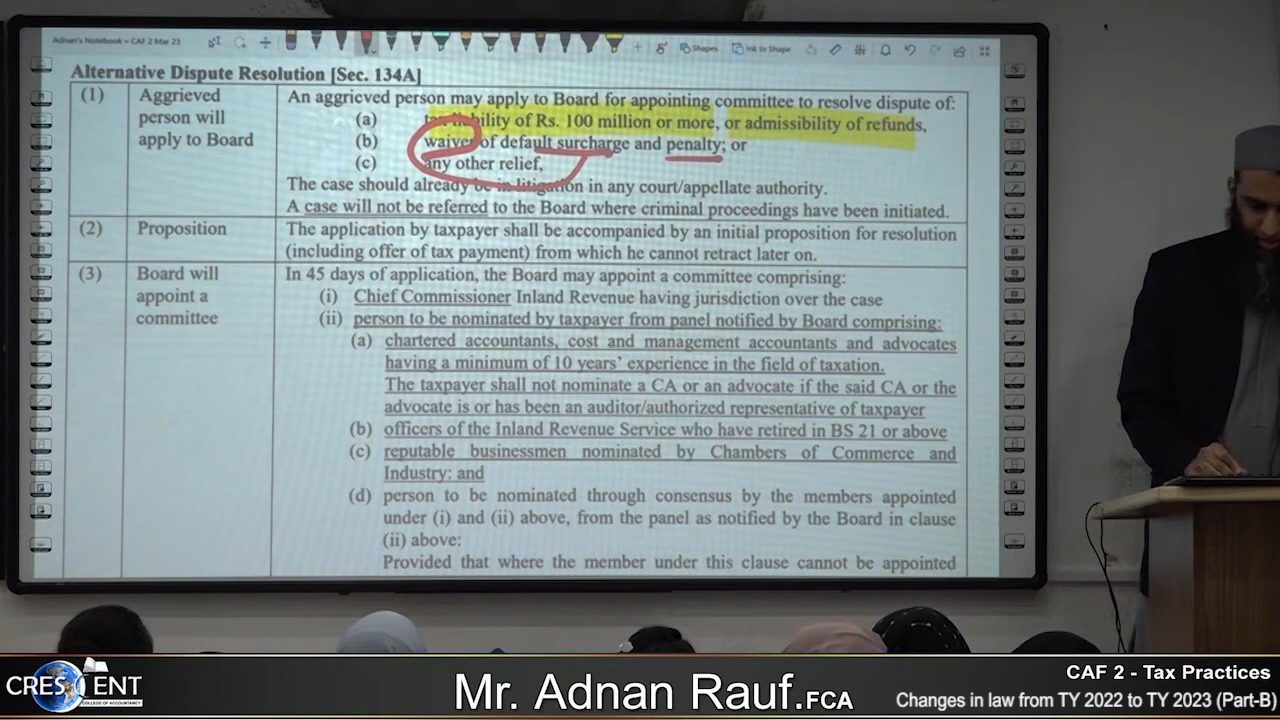 Adnan's Notebook » CAF 2 Mar 23
Shapes
Ink to Shape
Alternative Dispute Resolution [Sec. 134A]
(1) Aggrieved person will apply to Board
An aggrieved person may apply to Board for appointing committee to resolve dispute of:
(a) liability of Rs. 100 million or more, or admissibility of refunds,
(b) waiver of default surcharge and penalty; or
(c) any other relief,
The case should already be in litigation in any court/appellate authority.
A case will not be referred to the Board where criminal proceedings have been initiated.
(2) Proposition
The application by taxpayer shall be accompanied by an initial proposition for resolution
(including offer of tax payment) from which he cannot retract later on.
(3) Board will appoint a committee
In 45 days of application, the Board may appoint a committee comprising:
(i) Chief Commissioner Inland Revenue having jurisdiction over the case
(ii) person to be nominated by taxpayer from panel notified by Board comprising:
(a) chartered accountants, cost and management accountants and advocates
having a minimum of 10 years' experience in the field of taxation.
The taxpayer shall not nominate a CA or an advocate if the said CA or the
advocate is or has been an auditor/authorized representative of taxpayer
(b) officers of the Inland Revenue Service who have retired in BS 21 or above
(c) reputable businessmen nominated by Chambers of Commerce and
Industry: and
(d) person to be nominated through consensus by the members appointed
under (i) and (ii) above, from the panel as notified by the Board in clause
(ii) above:
Provided that where the member under this clause cannot be appointed
CRESCENT
COLLEGE OF ACCOUNTANCY
Mr. Adnan Rauf.FCA
CAF 2 - Tax Practices
Changes in law from TY 2022 to TY 2023 (Part-B)